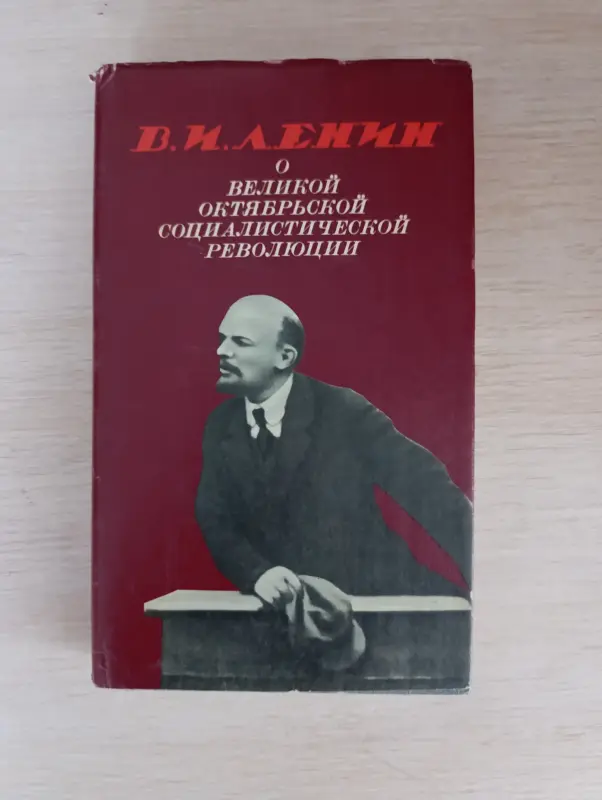 В.И.ЛЕНИН
О
ВЕЛИКОЙ
ОКТЯБРЬСКОЙ
СОЦИАЛИСТИЧЕСКОЙ
РЕВОЛЮЦИИ